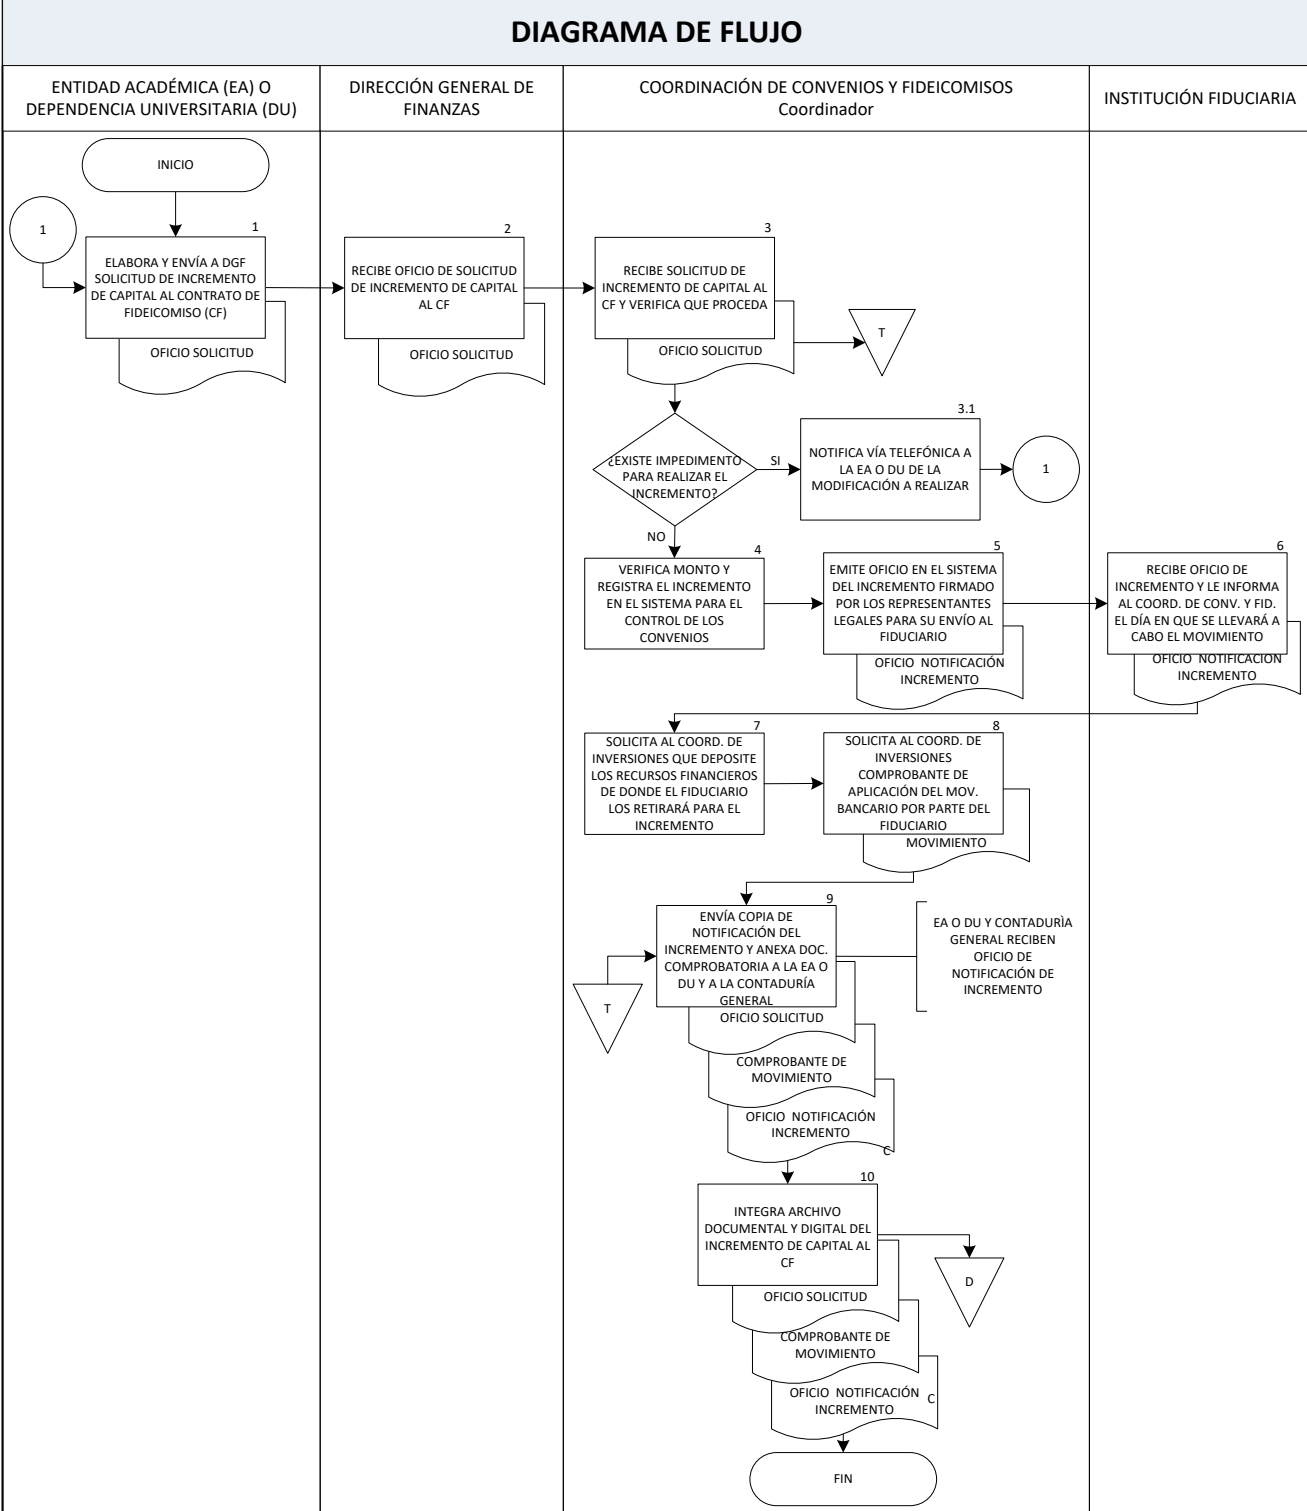 DIAGRAMA DE FLUJO
ENTIDAD ACADÉMICA (EA) O
DEPENDENCIA UNIVERSITARIA (DU)
DIRECCIÓN GENERAL DE
FINANZAS
COORDINACIÓN DE CONVENIOS Y FIDEICOMISOS
Coordinador
INSTITUCIÓN FIDUCIARIA
INICIO
1
1
ELABORA Y ENVÍA A DGF
SOLICITUD DE INCREMENTO
DE CAPITAL AL CONTRATO DE
FIDEICOMISO (CF)
OFICIO SOLICITUD
2
RECIBE OFICIO DE SOLICITUD
DE INCREMENTO DE CAPITAL
AL CF
OFICIO SOLICITUD
3
RECIBE SOLICITUD DE
INCREMENTO DE CAPITAL AL
CF Y VERIFICA QUE PROCEDA
OFICIO SOLICITUD
T
¿EXISTE IMPEDIMENTO
PARA REALIZAR EL
INCREMENTO?
SI
3.1
NOTIFICA VÍA TELEFÓNICA A
LA EA O DU DE LA
MODIFICACIÓN A REALIZAR
1
NO
4
VERIFICA MONTO Y
REGISTRA EL INCREMENTO
EN EL SISTEMA PARA EL
CONTROL DE LOS
CONVENIOS
5
EMITE OFICIO EN EL SISTEMA
DEL INCREMENTO FIRMADO
POR LOS REPRESENTANTES
LEGALES PARA SU ENVÍO AL
FIDUCIARIO
OFICIO NOTIFICACIÓN
INCREMENTO
6
RECIBE OFICIO DE
INCREMENTO Y LE INFORMA
AL COORD. DE CONV. Y FID.
EL DÍA EN QUE SE LLEVARÁ A
CABO EL MOVIMIENTO
OFICIO NOTIFICACIÓN
INCREMENTO
7
SOLICITA AL COORD. DE
INVERSIONES QUE DEPOSITE
LOS RECURSOS FINANCIEROS
DE DONDE EL FIDUCIARIO
LOS RETIRARÁ PARA EL
INCREMENTO
8
SOLICITA AL COORD. DE
INVERSIONES
COMPROBANTE DE
APLICACIÓN DEL MOV.
BANCARIO POR PARTE DEL
FIDUCIARIO
MOVIMIENTO
9
ENVÍA COPIA DE
NOTIFICACIÓN DEL
INCREMENTO Y ANEXA DOC.
COMPROBATORIA A LA EA O
DU Y A LA CONTADURÍA
GENERAL
EA O DU Y CONTADURÌA
GENERAL RECIBEN
OFICIO DE
NOTIFICACIÓN DE
INCREMENTO
T
OFICIO SOLICITUD
COMPROBANTE DE
MOVIMIENTO
OFICIO NOTIFICACIÓN
INCREMENTO
C
10
INTEGRA ARCHIVO
DOCUMENTAL Y DIGITAL DEL
INCREMENTO DE CAPITAL AL
CF
D
OFICIO SOLICITUD
COMPROBANTE DE
MOVIMIENTO
OFICIO NOTIFICACIÓN
INCREMENTO
C
FIN